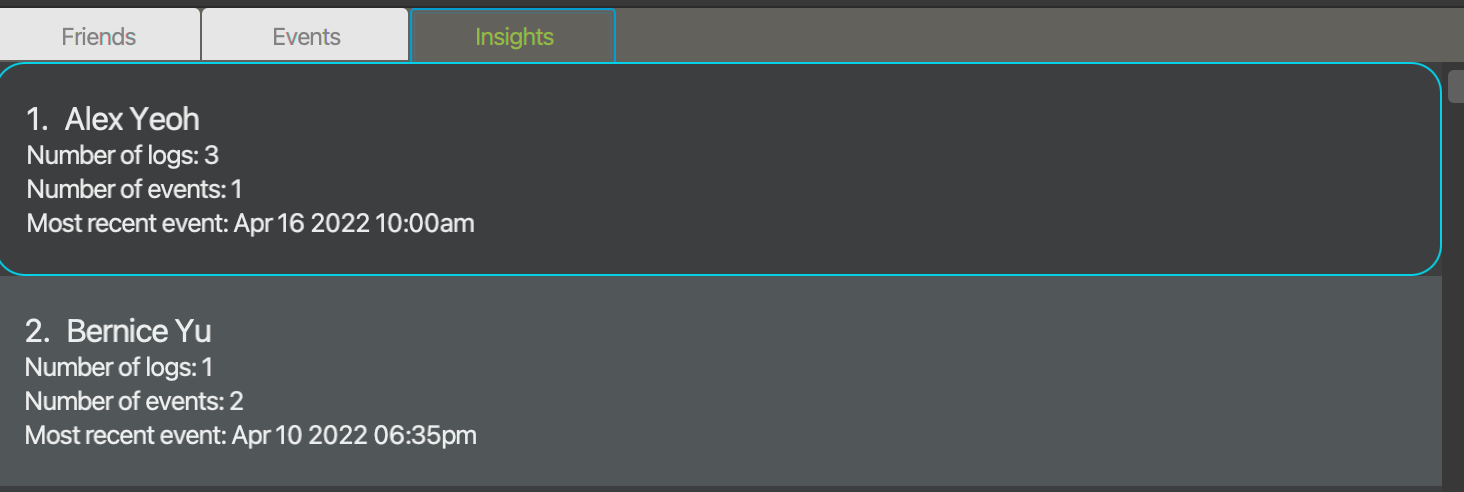 Friends Events Insights
1. Alex Yeoh
Number of logs: 3
Number of events: 1
Most recent event: Apr 16 2022 10:00am
2. Bernice Yu
Number of logs: 1
Number of events: 2
Most recent event: Apr 10 2022 06:35pm